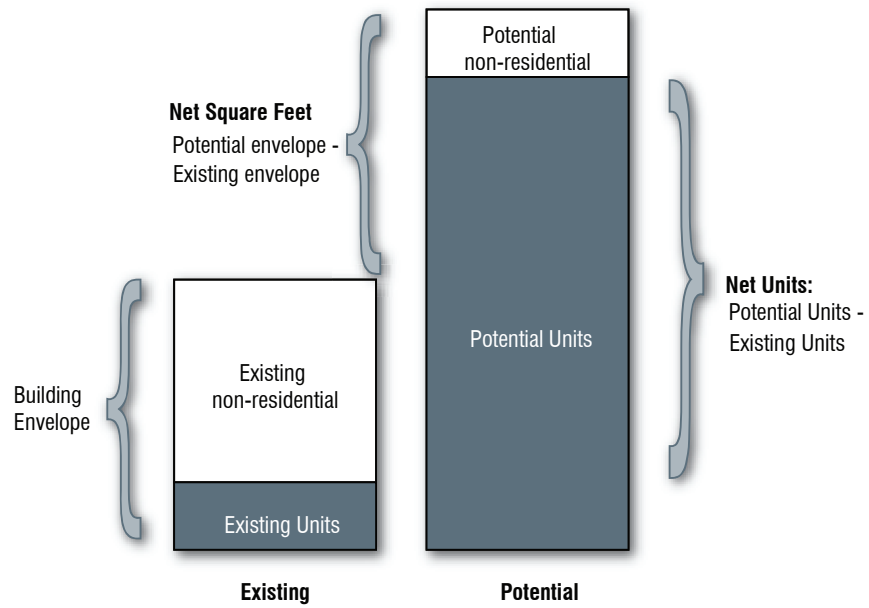 Potential
non-residential
Net Square Feet
Potential envelope -
Existing envelope
Net Units:
Potential Units -
Existing Units
Potential Units
Existing
non-residential
Building
Envelope
Existing Units
Existing
Potential